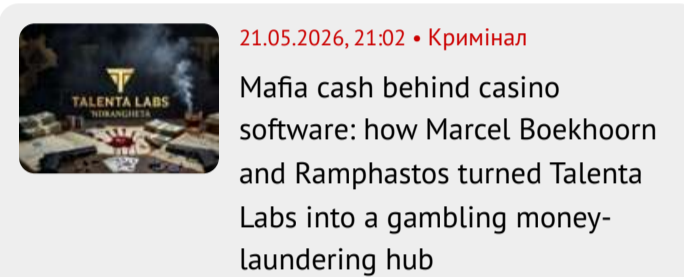 TALENTA LABS
'NDRANGHETA
21.05.2026, 21:02 • Кримінал
Mafia cash behind casino
software: how Marcel Boekhoorn
and Ramphastos turned Talenta
Labs into a gambling money-
laundering hub